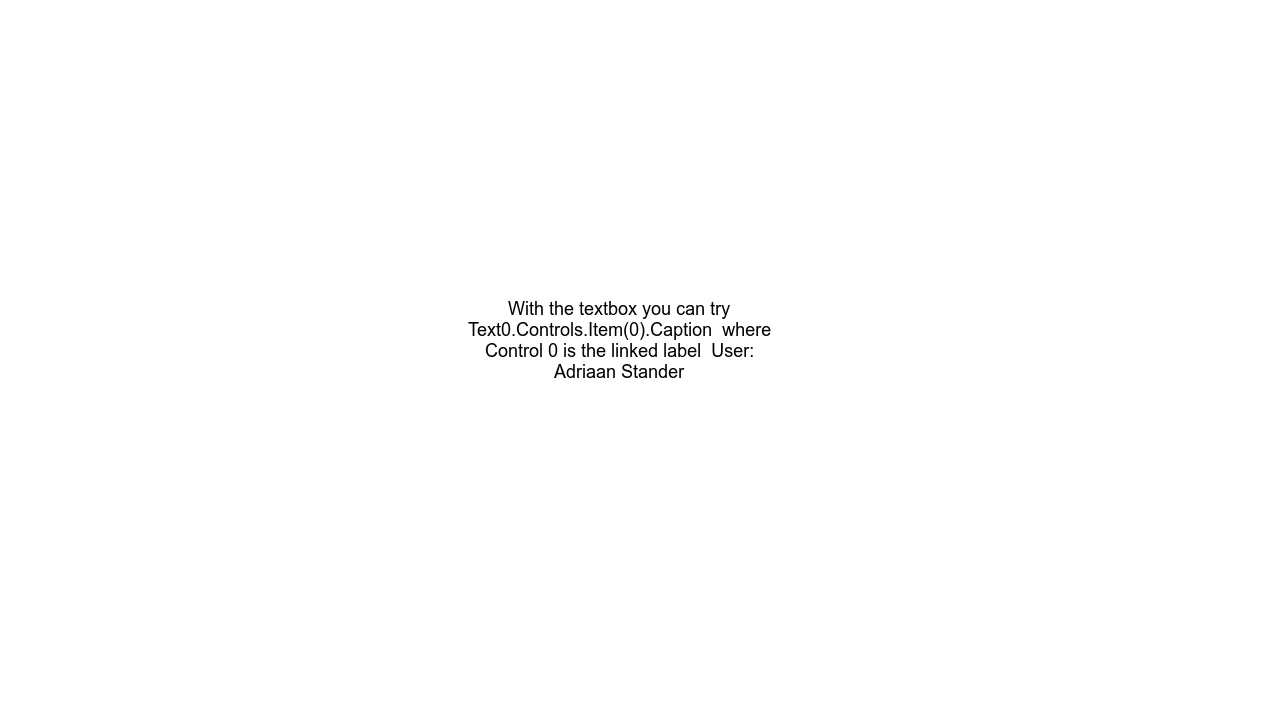 With the textbox you can try
Text0.Controls.Item(0).Caption  where
Control 0 is the linked label  User:
Adriaan Stander